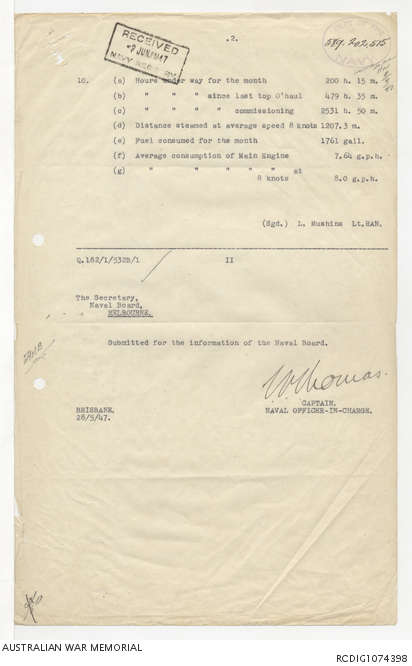 .2.
589.202,515
RECEIVED
2 JUN 1947
NAVY
10. (a) Hours under way for the month 200 h. 15 m.
(b) " " " since last top O'haul 479 h. 35 m.
(c) " " " " commissioning 2531 h. 50 m.
(d) Distance steamed at average speed 8 knots 1207.3 m.
(e) Fuel consumed for the month 1761 gall.
(f) Average consumption of Main Engine 7.64 g.p.h.
(g) " " " " " at
8 knots 8.0 g.p.h.
(Sgd.) L. Mushins Lt.RAN.
Q.182/1/532B/1 II
The Secretary,
Naval Board,
MELBOURNE.
Submitted for the information of the Naval Board.
CAPTAIN.
BRISBANE. NAVAL OFFICER-IN-CHARGE.
28/5/47.
AUSTRALIAN WAR MEMORIAL RCDIG1074398